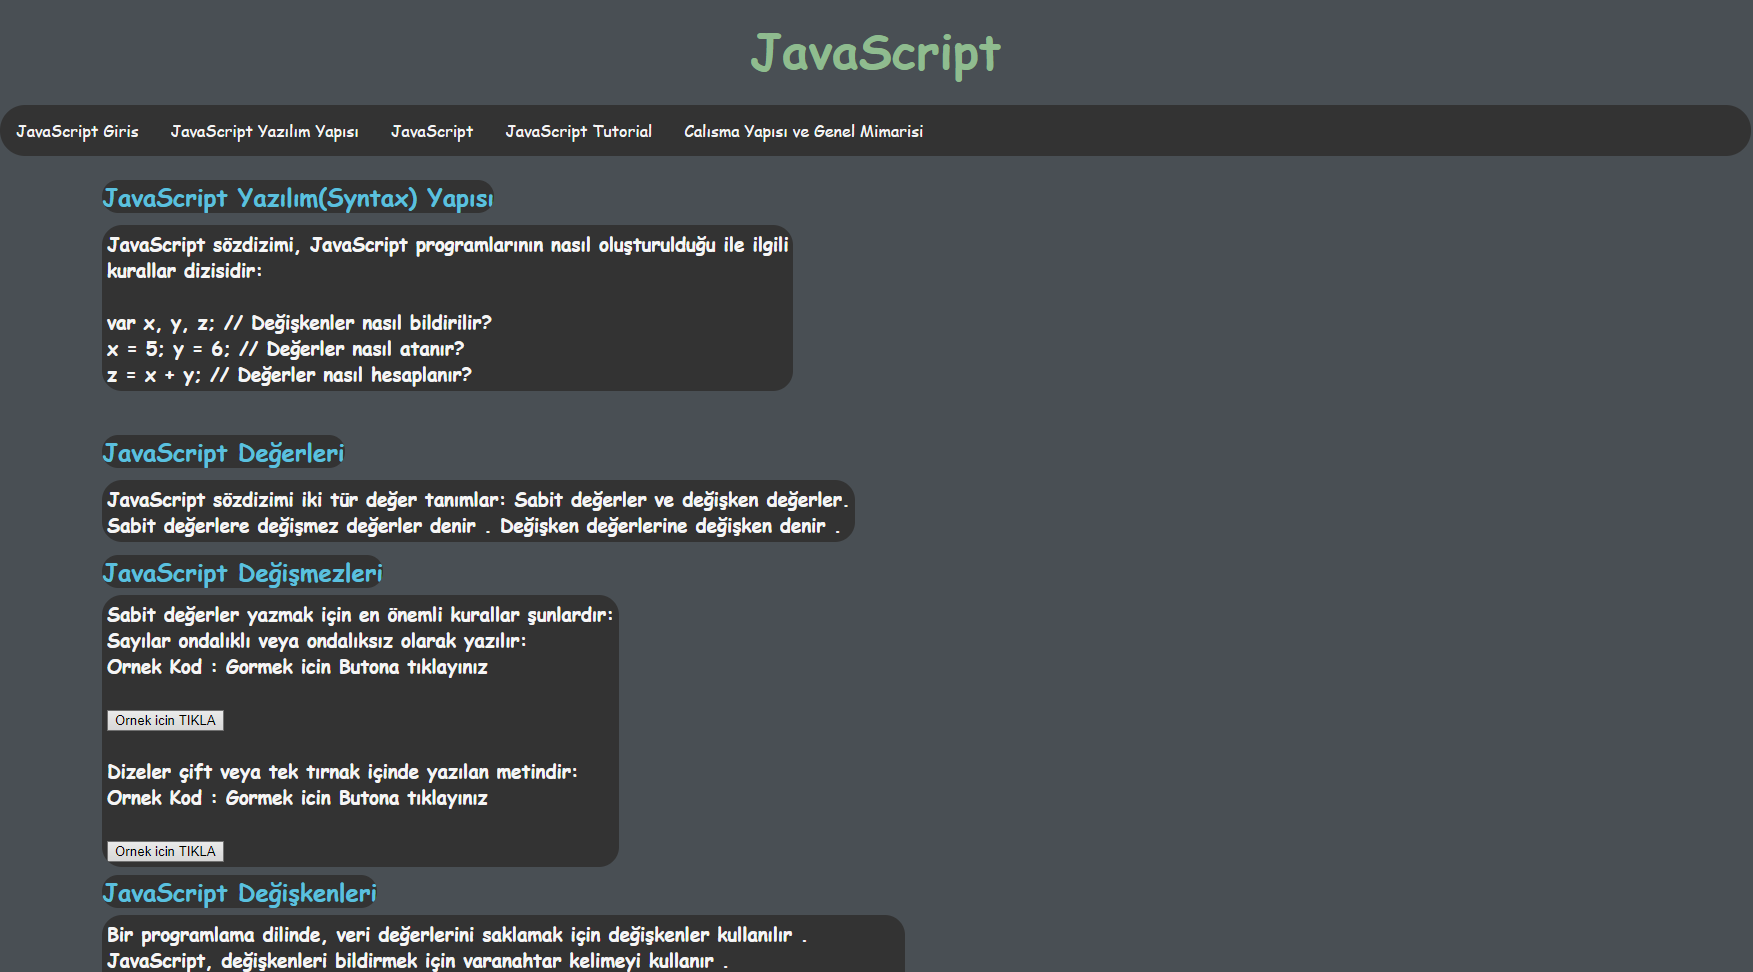 JavaScript
JavaScript Giris JavaScript Yazılım Yapısı JavaScript JavaScript Tutorial Calısma Yapısı ve Genel Mimarisi
JavaScript Yazılım(Syntax) Yapısı
JavaScript sözdizimi, JavaScript programlarının nasıl oluşturulduğu ile ilgili
kurallar dizisidir:
var x, y, z; // Değişkenler nasıl bildirilir?
x = 5; y = 6; // Değerler nasıl atanır?
z = x + y; // Değerler nasıl hesaplanır?
JavaScript Değerleri
JavaScript sözdizimi iki tür değer tanımlar: Sabit değerler ve değişken değerler.
Sabit değerlere değişmez değerler denir . Değişken değerlerine değişken denir .
JavaScript Değişmezleri
Sabit değerler yazmak için en önemli kurallar şunlardır:
Sayılar ondalıklı veya ondalıksız olarak yazılır:
Ornek Kod : Gormek icin Butona tıklayınız
Ornek icin TIKLA
Dizeler çift veya tek tırnak içinde yazılan metindir:
Ornek Kod : Gormek icin Butona tıklayınız
Ornek icin TIKLA
JavaScript Değişkenleri
Bir programlama dilinde, veri değerlerini saklamak için değişkenler kullanılır .
JavaScript, değişkenleri bildirmek için varanahtar kelimeyi kullanır .